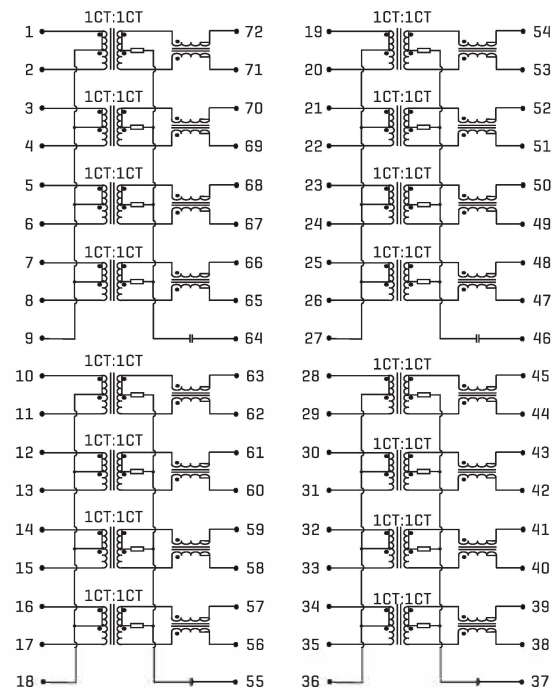 1CT:1CT 1CT:1CT
1 72 19 54
2 71 20 53
1CT:1CT 1CT:1CT
3 70 21 52
4 69 22 51
1CT:1CT 1CT:1CT
5 68 23 50
6 67 24 49
1CT:1CT 1CT:1CT
7 66 25 48
8 65 26 47
9 64 27 46
1CT:1CT 1CT:1CT
10 63 28 45
11 62 29 44
1CT:1CT 1CT:1CT
12 61 30 43
13 60 31 42
1CT:1CT 1CT:1CT
14 59 32 41
15 58 33 40
1CT:1CT 1CT:1CT
16 57 34 39
17 56 35 38
18 55 36 37